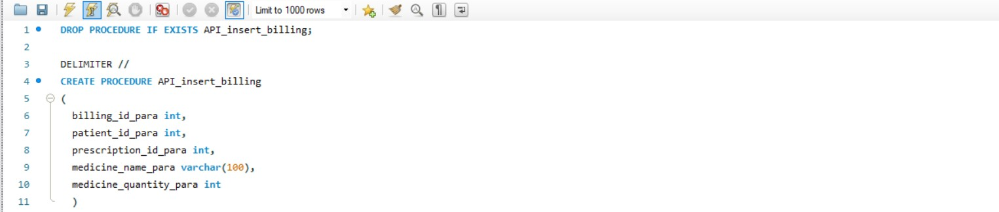 Limit to 1000 rows
1 DROP PROCEDURE IF EXISTS API_insert_billing;
2
3 DELIMITER //
4 CREATE PROCEDURE API_insert_billing
5 (
6 billing_id_para int,
7 patient_id_para int,
8 prescription_id_para int,
9 medicine_name_para varchar(100),
10 medicine_quantity_para int
11 )